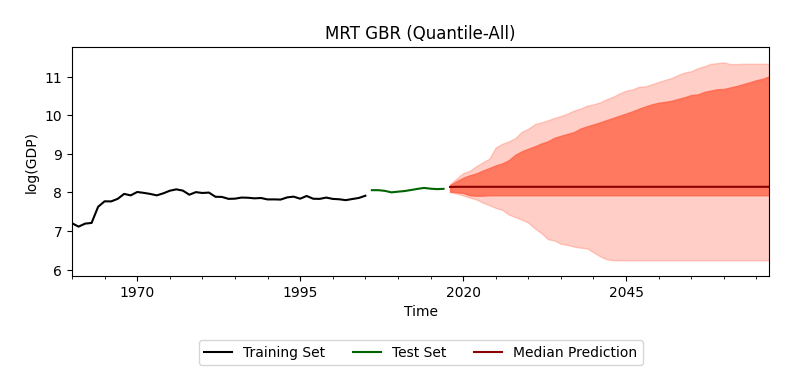 MRT GBR (Quantile-All)
11
10
9
8
7
6
log(GDP)
1970
1995
2020
2045
Time
Training Set
Test Set
Median Prediction